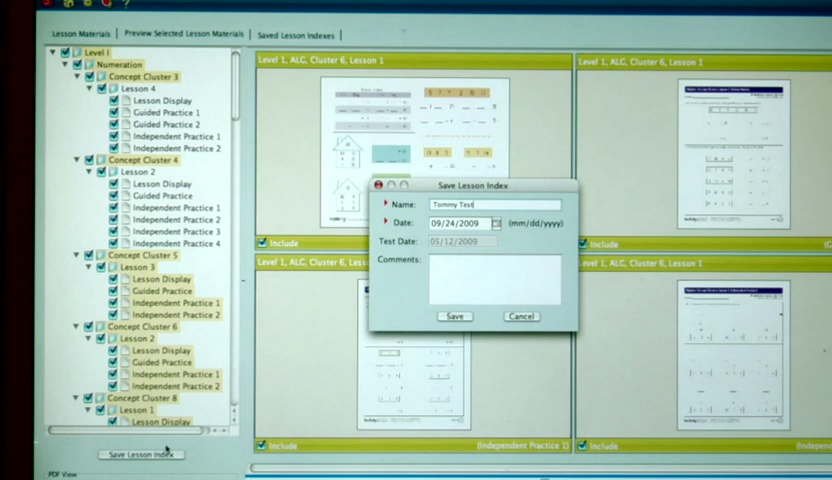 Lesson Materials
Preview Selected Lesson Materials
Saved Lesson Indexes
Level I
Numeration
Concept Cluster 3
Lesson 4
Lesson Display
Guided Practice 1
Guided Practice 2
Independent Practice 1
Independent Practice 2
Concept Cluster 4
Lesson 2
Lesson Display
Guided Practice
Independent Practice 1
Independent Practice 2
Independent Practice 3
Independent Practice 4
Concept Cluster 5
Lesson 3
Lesson Display
Guided Practice
Independent Practice 1
Independent Practice 2
Concept Cluster 6
Lesson 2
Lesson Display
Guided Practice
Independent Practice 1
Independent Practice 2
Concept Cluster 8
Lesson 1
Lesson Display
Save Lesson Index
PDF View
Level 1, ALG, Cluster 6, Lesson 1
Level 1, ALG, Cluster 6, Lesson 1
Include
Include
Save Lesson Index
Name: Tommy Test
Date: 09/24/2009 (mm/dd/yyyy)
Test Date: 05/12/2009
Comments:
Save Cancel
Level 1, ALG, Cluster 6, Less
Level 1, ALG, Cluster 6, Lesson 1
Include (Independent Practice 1)
Include (Independ